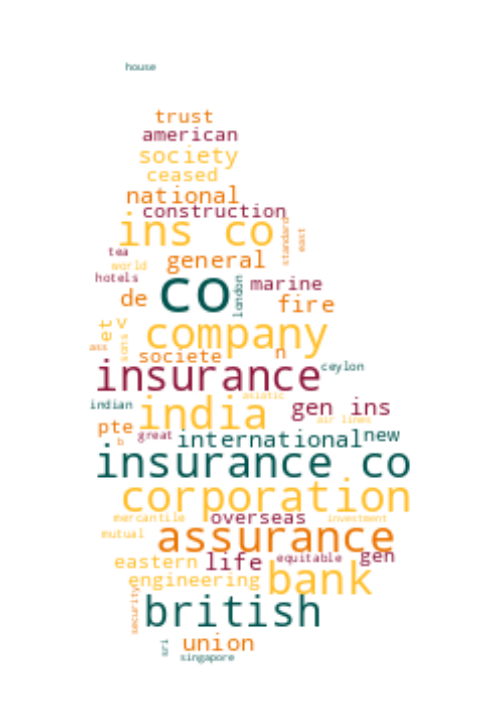 house
trust
american
society
ceased
national
construction
ins co
standard
east
tea
general
world
hotels
london
marine
de
co
fire
et
v
company
sons
ass
societe
n
insurance
ceylon
asiatic
indian
india
gen ins
air lines
pte
great
international
new
b
insurance co
corporation
mercantile
overseas
investment
mutual
assurance
eastern
life
equitable
gen
engineering
bank
security
british
sri
union
singapore